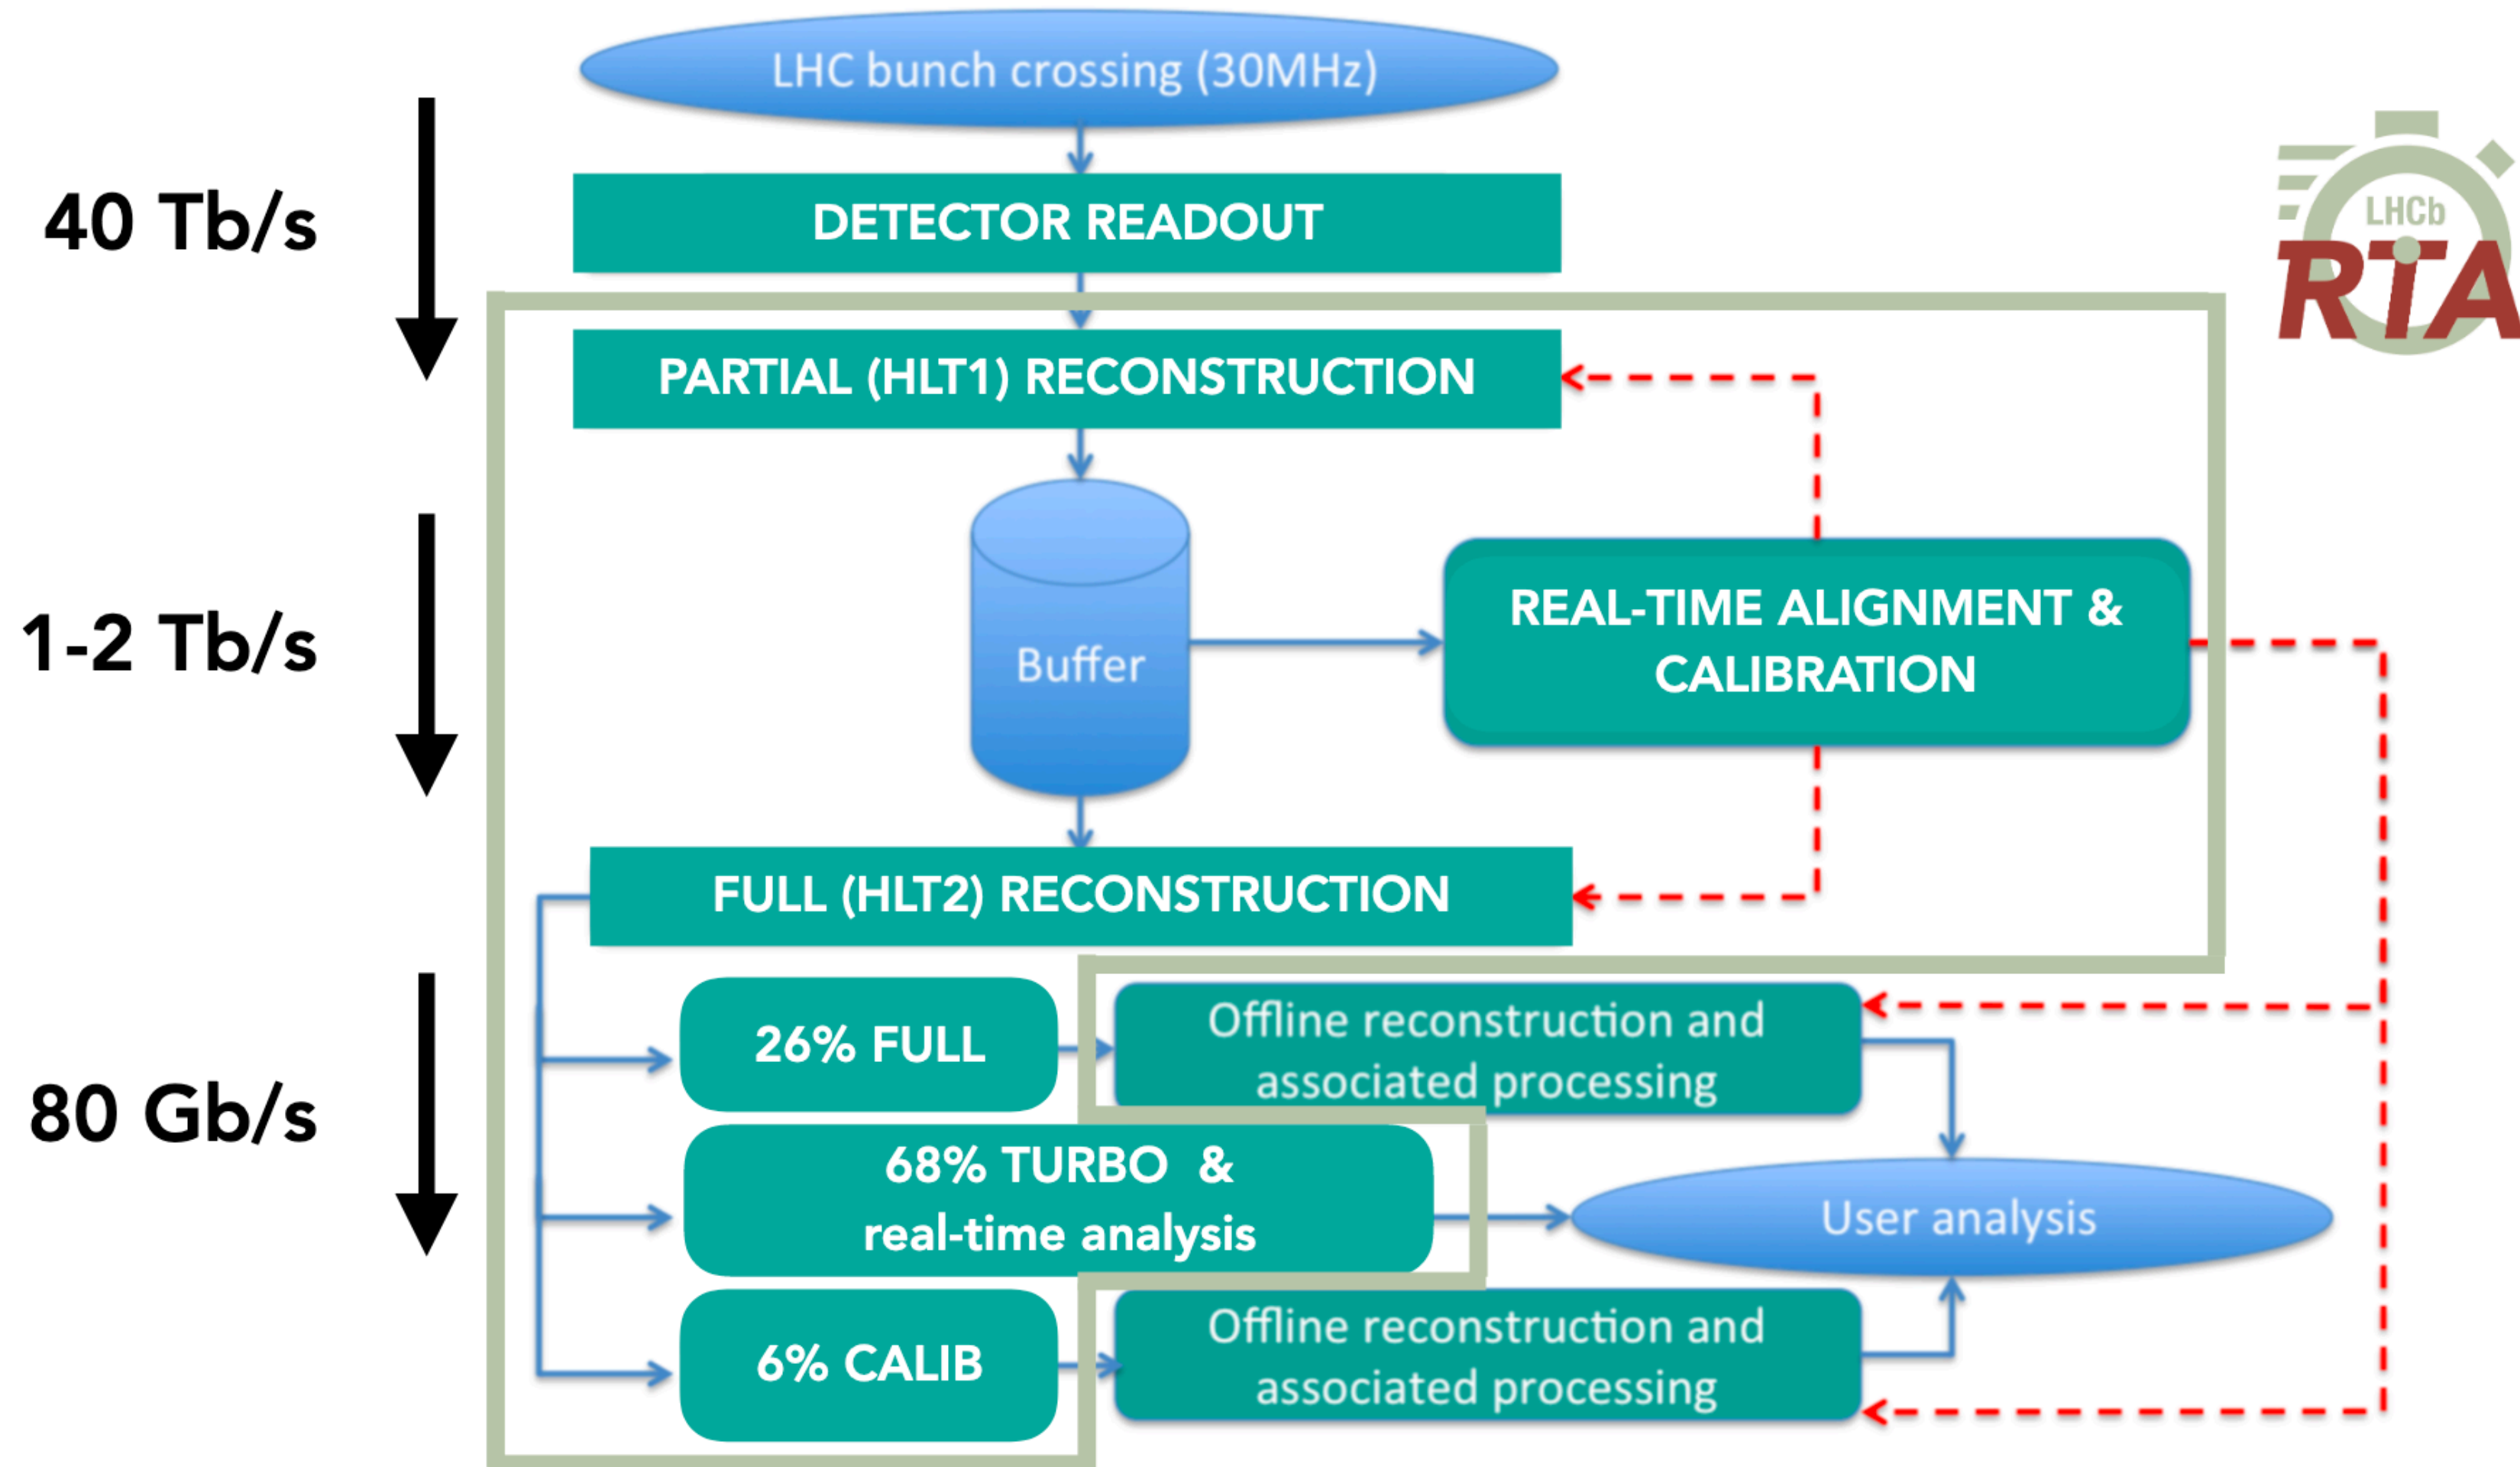 LHC bunch crossing (30MHz)
40 Tb/s
DETECTOR READOUT
LHCb
RTA
PARTIAL (HLT1) RECONSTRUCTION
1-2 Tb/s
Buffer
REAL-TIME ALIGNMENT &
CALIBRATION
FULL (HLT2) RECONSTRUCTION
80 Gb/s
26% FULL
Offline reconstruction and
associated processing
68% TURBO &
real-time analysis
User analysis
6% CALIB
Offline reconstruction and
associated processing